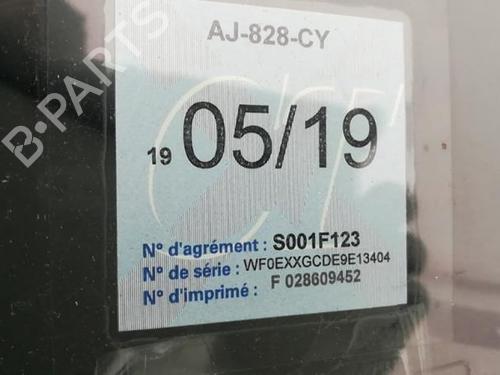 B·PARTS
AJ-828-CY
19 05/19
N° d'agrément : S001F123
N° de série : WF0EXXGCDE9E13404
N° d'imprimé : F 028609452